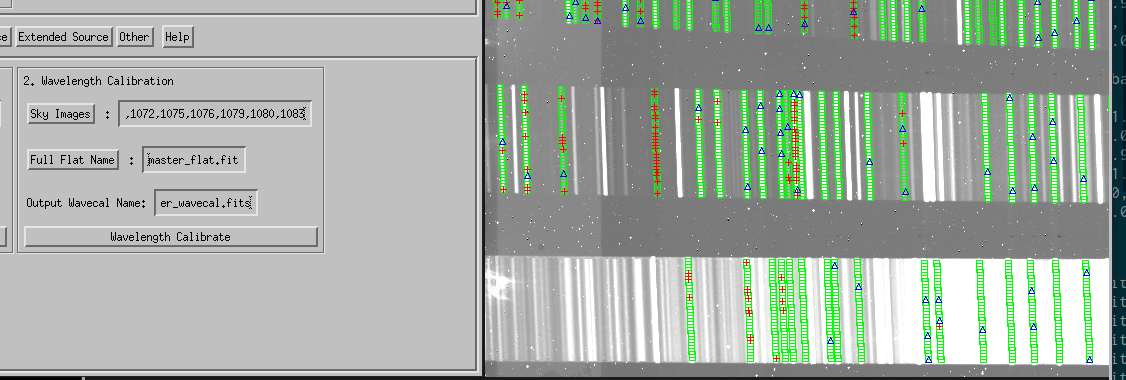 Extended Source Other Help
2. Wavelength Calibration
Sky Images : ,1072,1075,1076,1079,1080,1083
Full Flat Name : master_flat.fit
Output Wavecal Name: er_wavecal.fits
Wavelength Calibrate